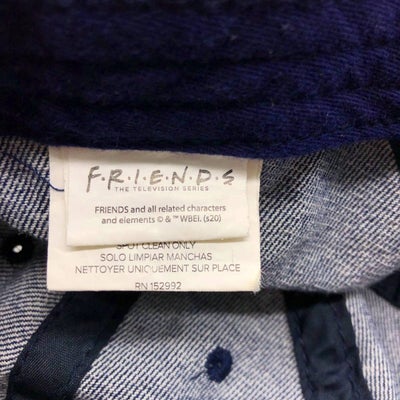 F·R·I·E·N·D·S
THE TELEVISION SERIES
FRIENDS and all related characters
and elements © & ™ WBEI. (s20)
SPOT CLEAN ONLY
SOLO LIMPIAR MANCHAS
NETTOYER UNIQUEMENT SUR PLACE
RN 152992